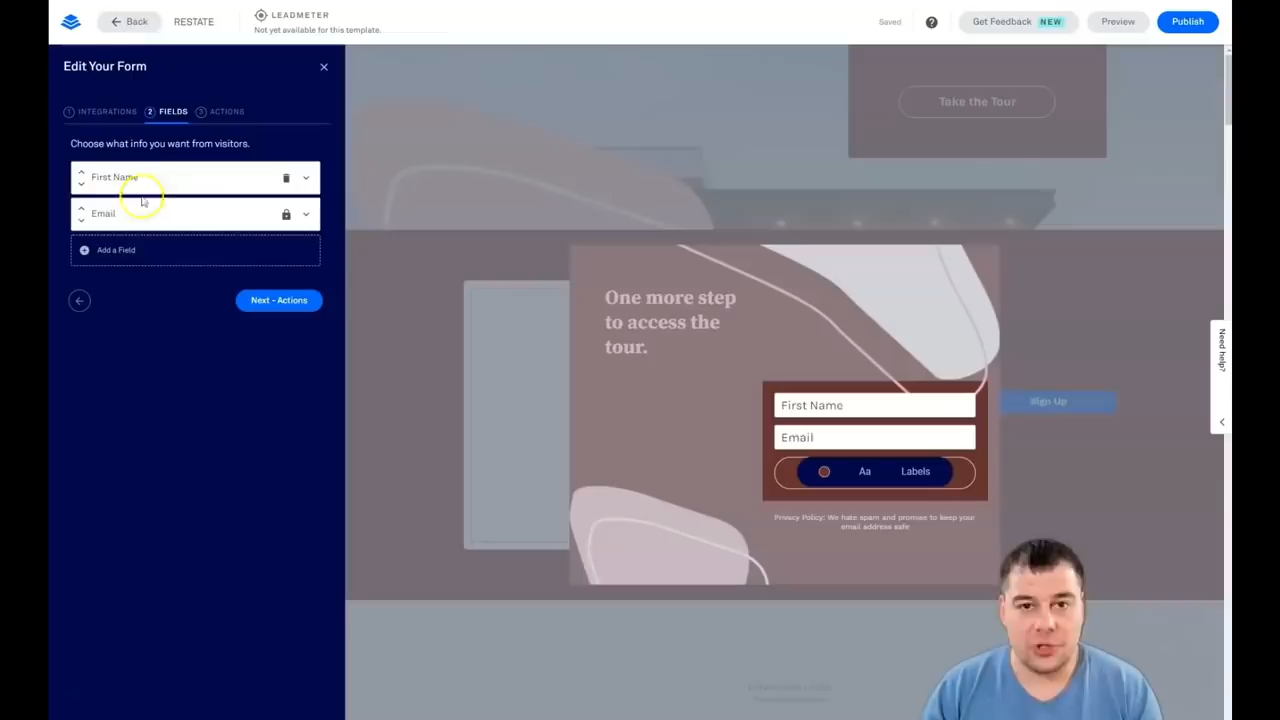 Back
RESTATE
LEADMETER
Not yet available for this template.
Saved
Get Feedback NEW
Preview
Publish
Edit Your Form
1 INTEGRATIONS
2 FIELDS
3 ACTIONS
Choose what info you want from visitors.
First Name
Email
Add a Field
Next - Actions
Take the Tour
One more step
to access the
tour.
First Name
Email
Aa
Labels
Privacy Policy: We hate spam and promise to keep your
email address safe
Sign Up
Need help?